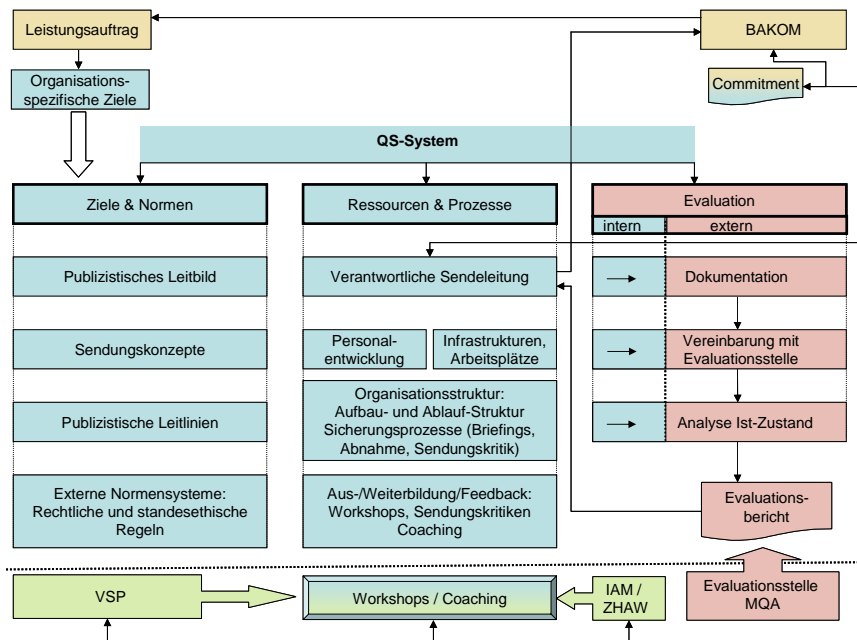 Leistungsauftrag
BAKOM
Organisations-
spezifische Ziele
Commitment
QS-System
Ziele & Normen
Ressourcen & Prozesse
Evaluation
intern
extern
Publizistisches Leitbild
Verantwortliche Sendeleitung
Dokumentation
Sendungskonzepte
Personal-
entwicklung
Infrastrukturen,
Arbeitsplätze
Vereinbarung mit
Evaluationsstelle
Publizistische Leitlinien
Organisationsstruktur:
Aufbau- und Ablauf-Struktur
Sicherungsprozesse (Briefings,
Abnahme, Sendungskritik)
Analyse Ist-Zustand
Externe Normensysteme:
Rechtliche und standesethische
Regeln
Aus-/Weiterbildung/Feedback:
Workshops, Sendungskritiken
Coaching
Evaluations-
bericht
VSP
Workshops / Coaching
IAM /
ZHAW
Evaluationsstelle
MQA